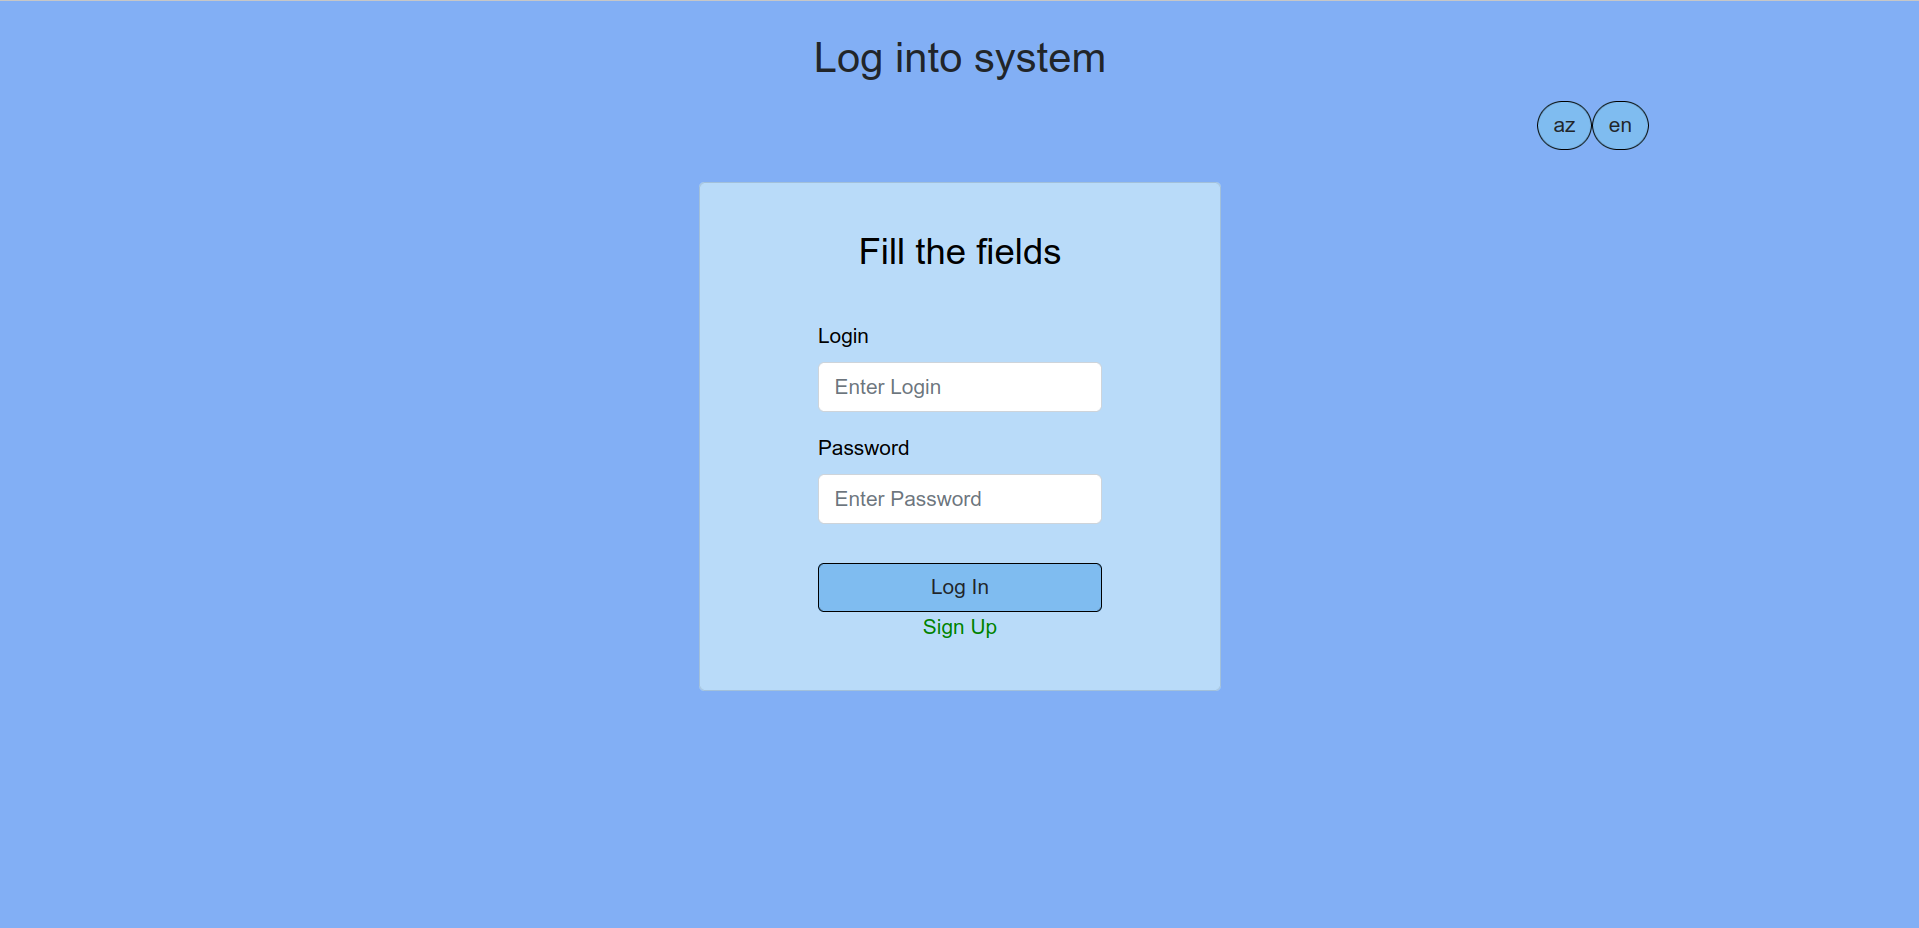 Log into system
az en
Fill the fields
Login
Enter Login
Password
Enter Password
Log In
Sign Up